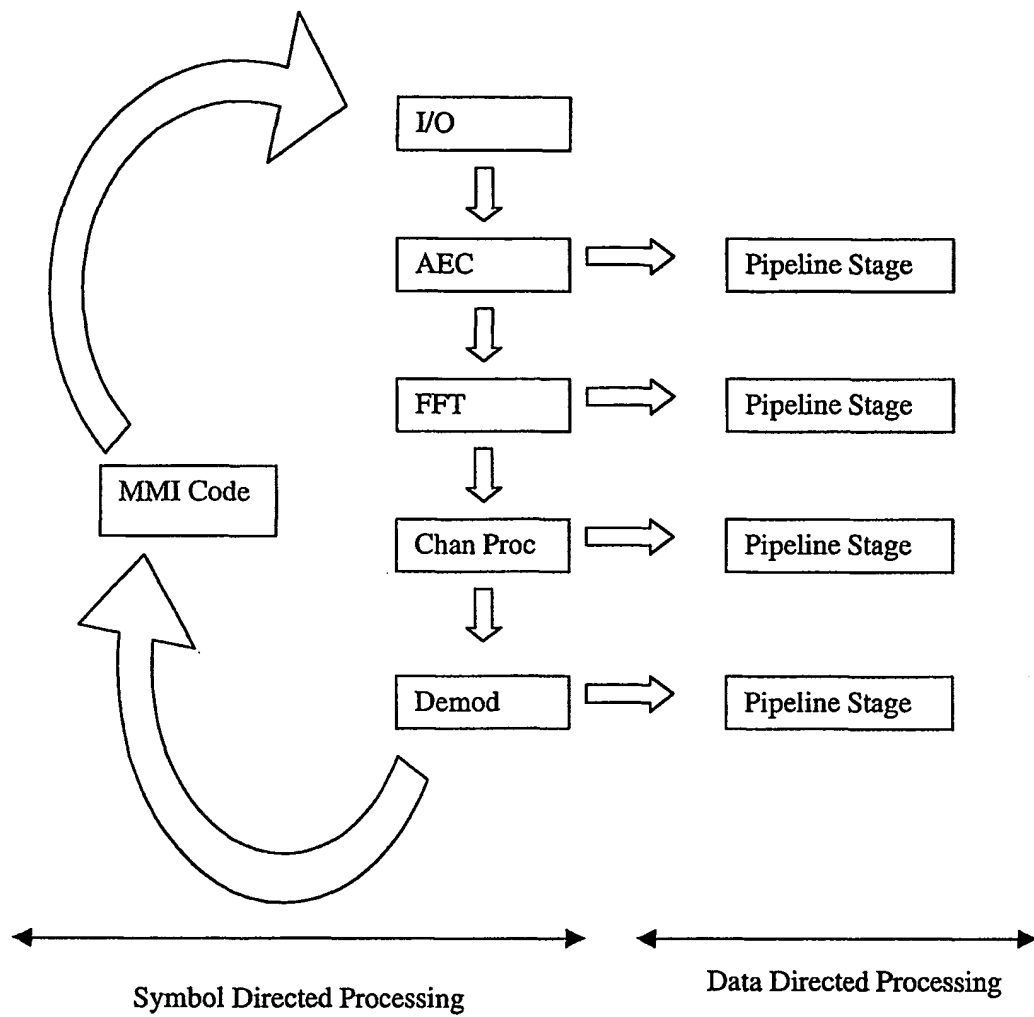 I/O
AEC
Pipeline Stage
FFT
Pipeline Stage
MMI Code
Chan Proc
Pipeline Stage
Demod
Pipeline Stage
Symbol Directed Processing
Data Directed Processing